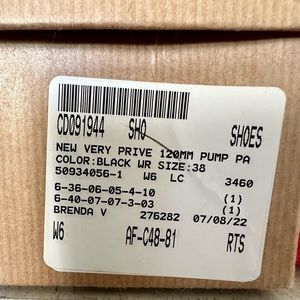 CD091944 SHO SHOES
NEW VERY PRIVE 120MM PUMP PA
COLOR:BLACK WR SIZE:38
50934056-1 W6 LC 3460
6-36-06-05-4-10 (1)
6-40-07-07-3-03 (1)
BRENDA V 276282 07/08/22
W6 AF-C48-81 RTS